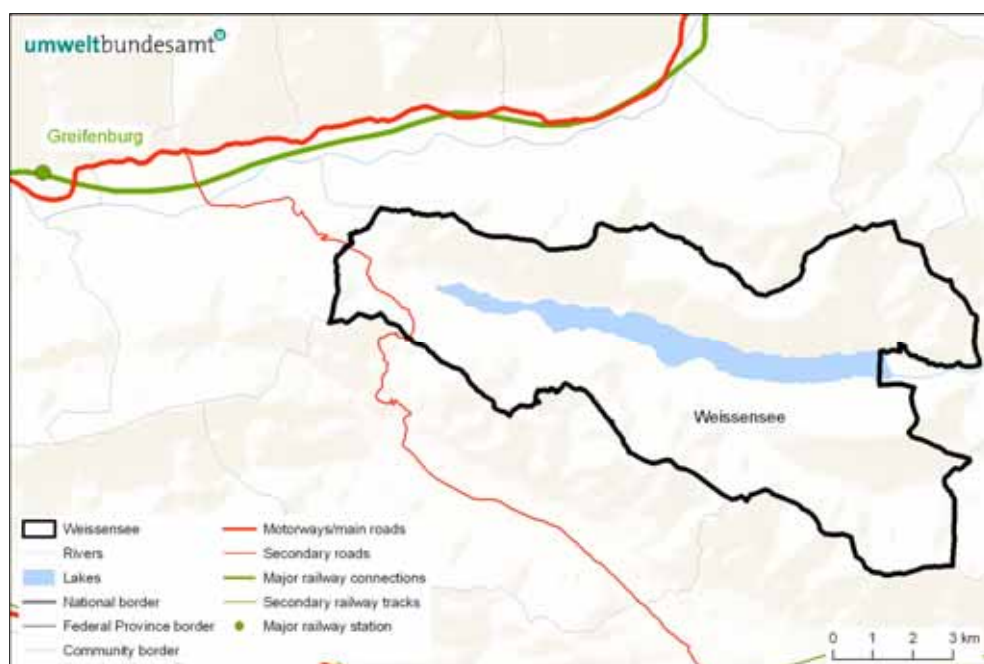 umweltbundesamt
Greifenburg
Weissensee
Weissensee
Rivers
Lakes
National border
Federal Province border
Community border
Motorways/main roads
Secondary roads
Major railway connections
Secondary railway tracks
Major railway station
0 1 2 3 km